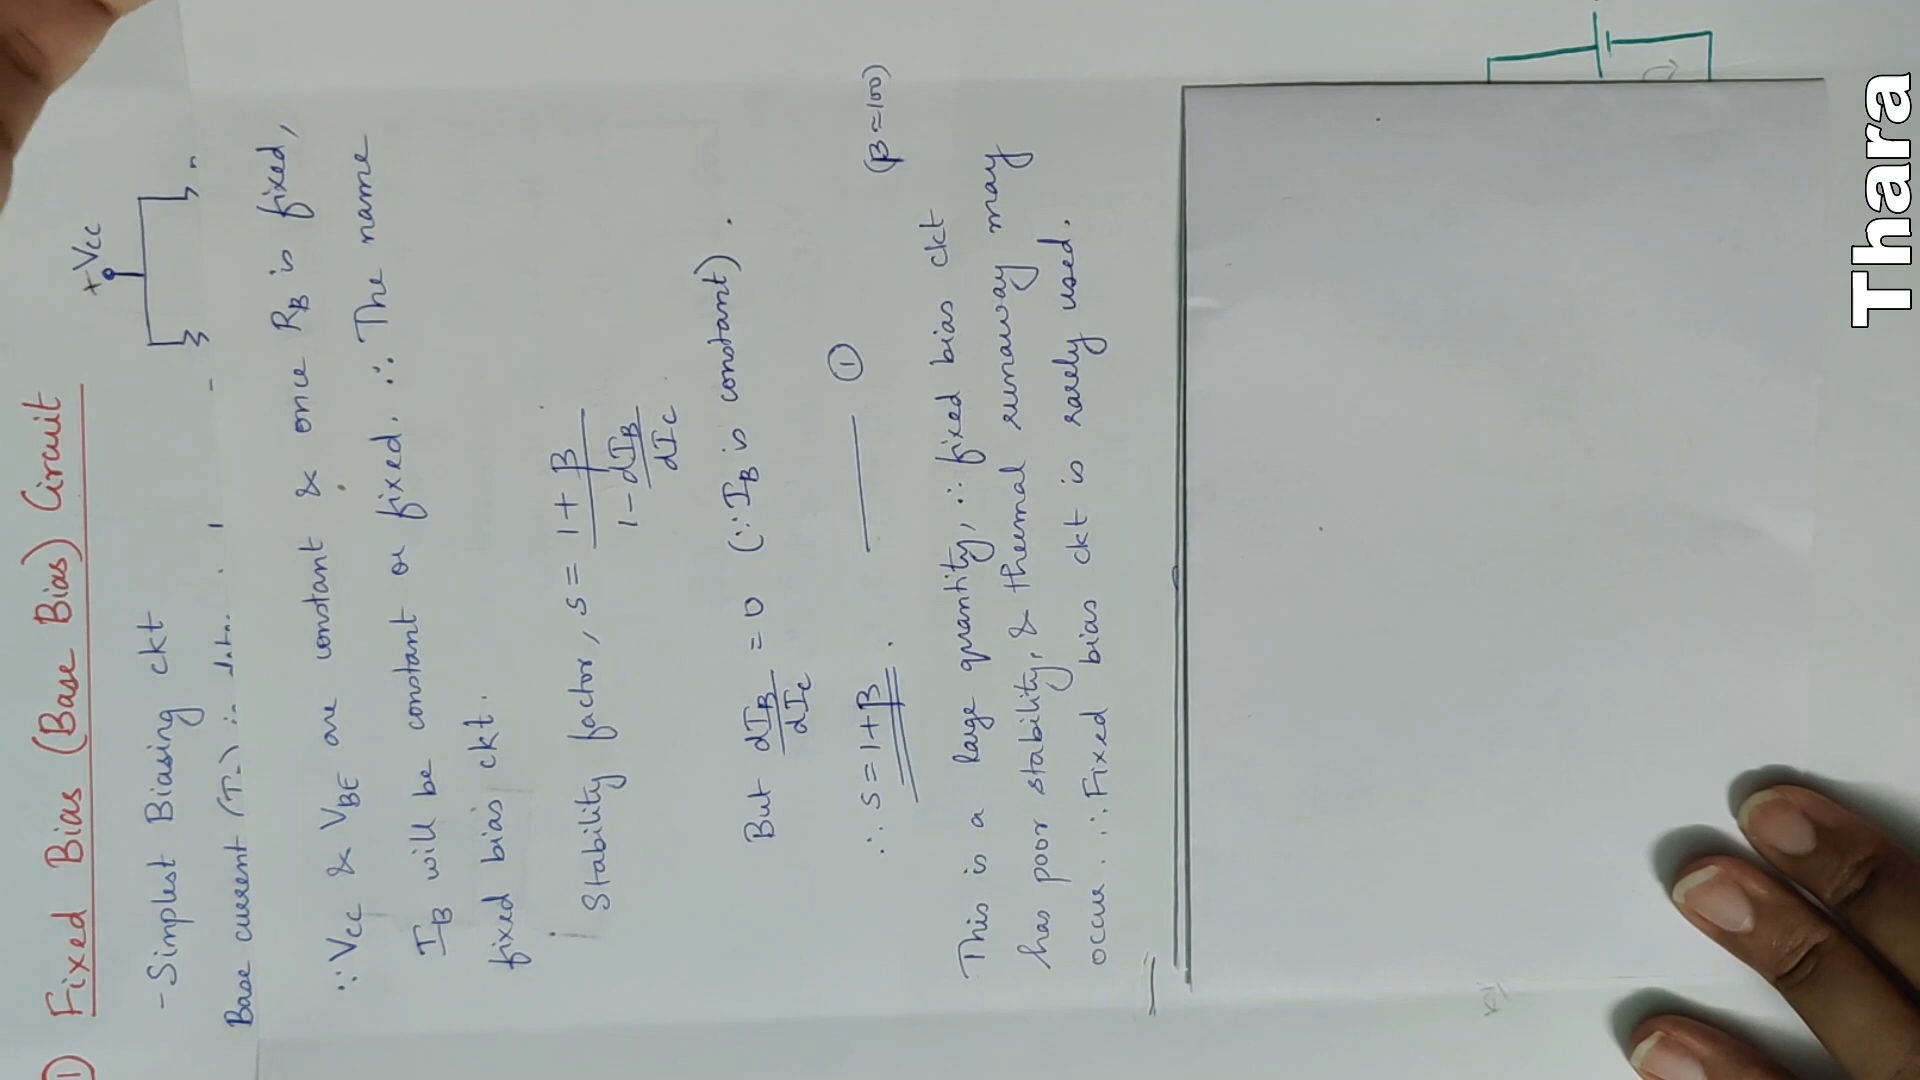 1) Fixed Bias (Base Bias) Circuit
+Vcc
- Simplest Biasing ckt
Base current
∵ Vcc & VBE are constant & once RB is fixed,
IB will be constant or fixed. ∴ The name
fixed bias ckt.
Stability factor, S = 1+β / 1 - dIB/dIC
But dIB/dIC = 0 (∵ IB is constant).
∴ S = 1+β. ——— ①
(β=100)
This is a large quantity, ∴ fixed bias ckt
has poor stability, & thermal runaway may
occur. ∴ Fixed bias ckt is rarely used.
Thara